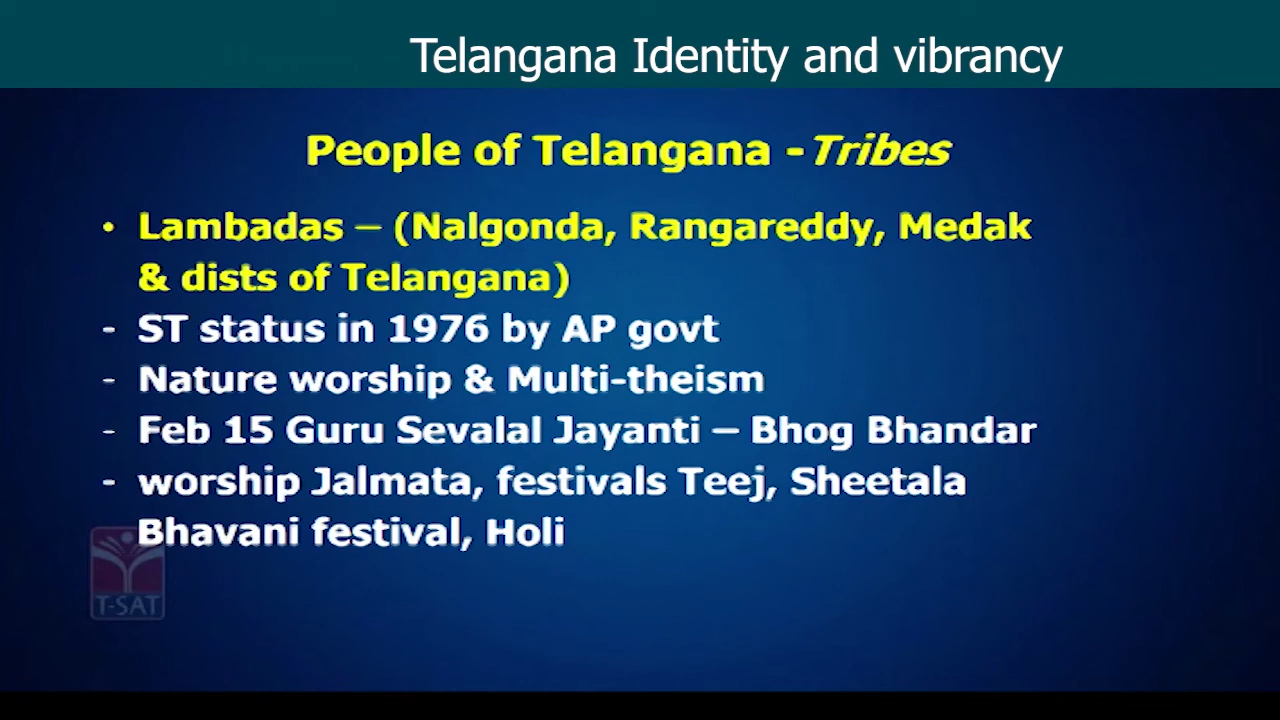 Telangana Identity and vibrancy
People of Telangana - Tribes
• Lambadas – (Nalgonda, Rangareddy, Medak
& dists of Telangana)
- ST status in 1976 by AP govt
- Nature worship & Multi-theism
- Feb 15 Guru Sevalal Jayanti – Bhog Bhandar
- worship Jalmata, festivals Teej, Sheetala
Bhavani festival, Holi
T-SAT